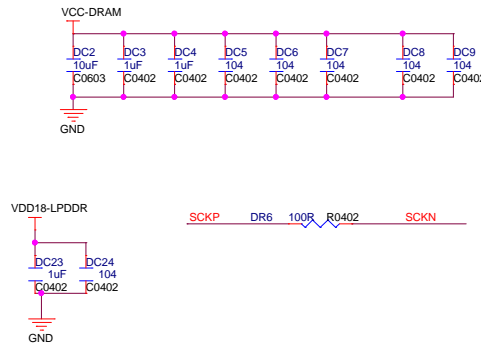 VCC-DRAM
DC2 DC3 DC4 DC5 DC6 DC7 DC8 DC9
10uF 1uF 1uF 104 104 104 104 104
C0603 C0402 C0402 C0402 C0402 C0402 C0402 C0402
GND
VDD18-LPDDR
SCKP DR6 100R R0402 SCKN
DC23 DC24
1uF 104
C0402 C0402
GND